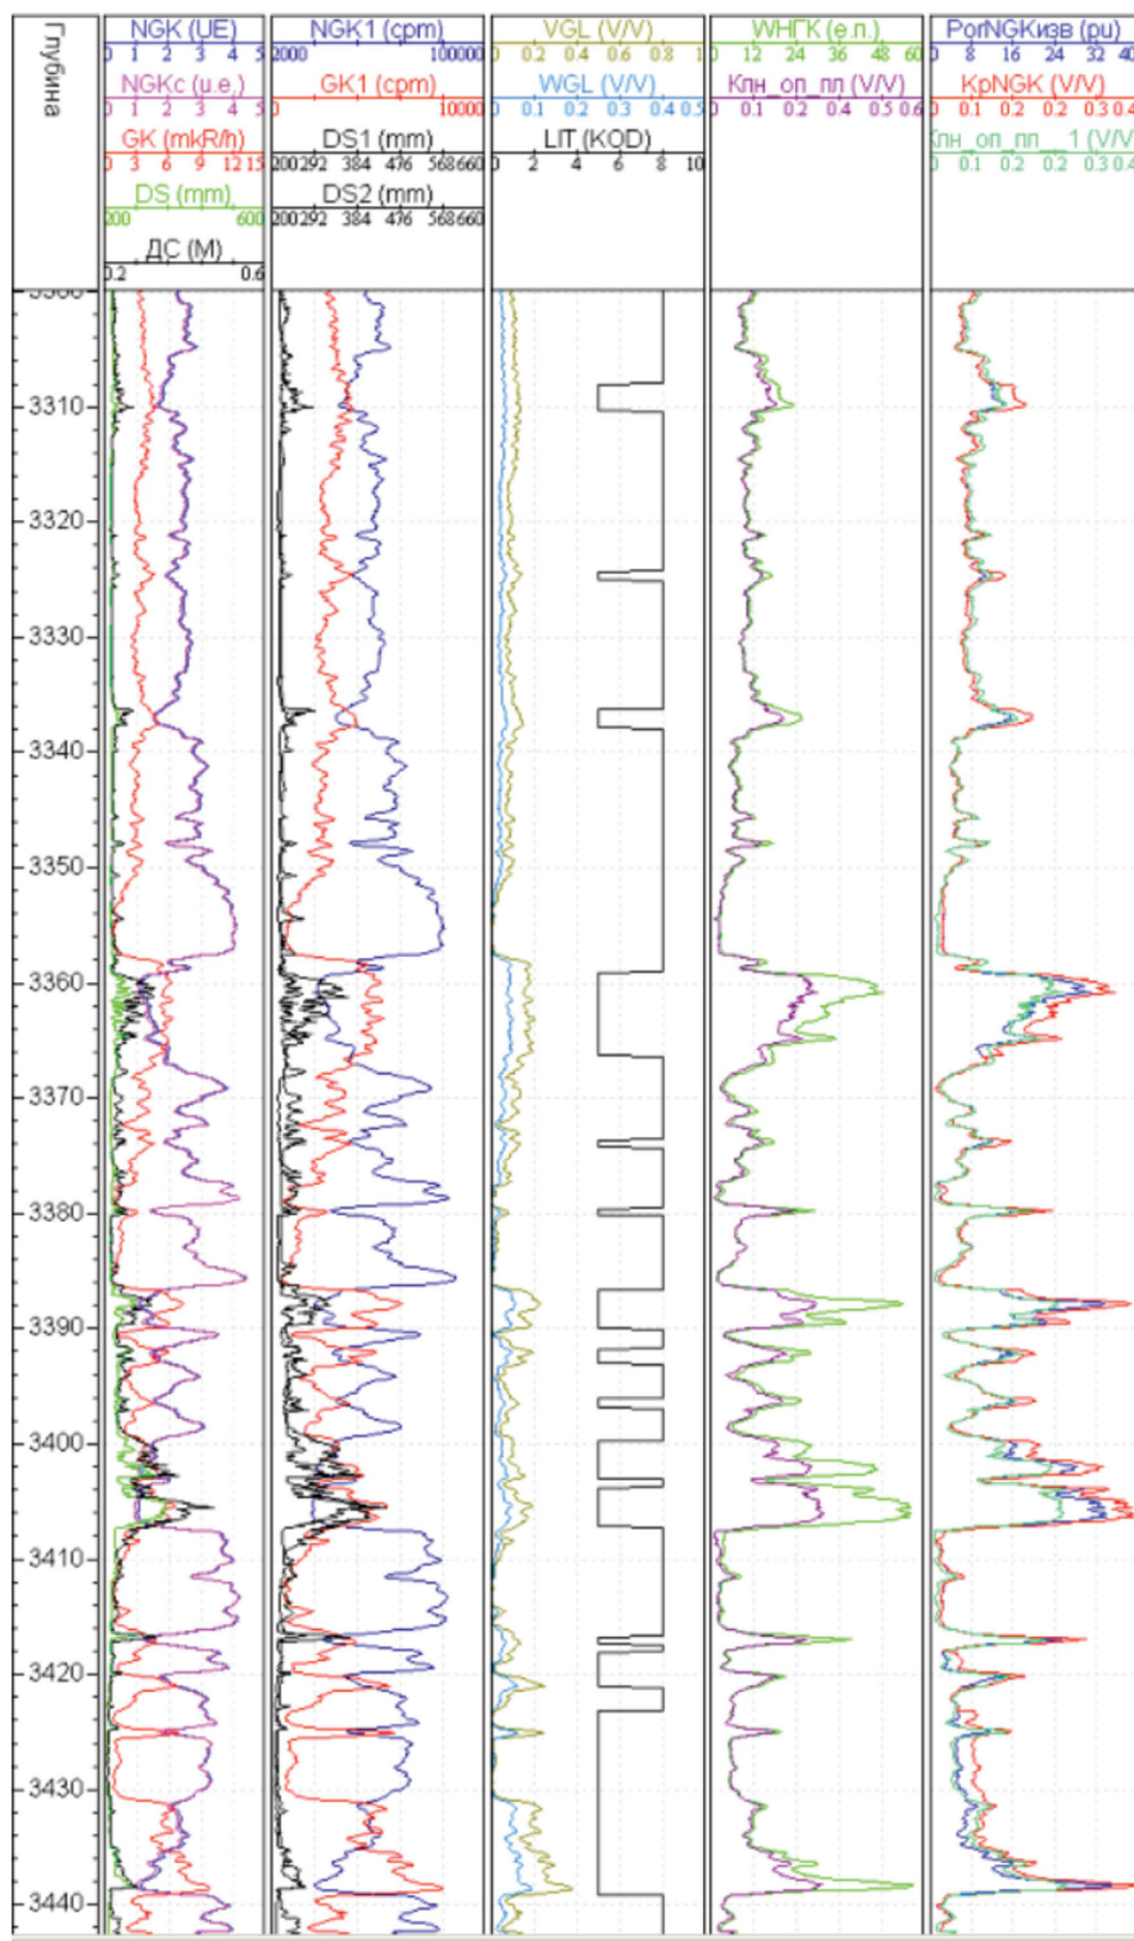 Глубина
NGK (UE)
0 1 2 3 4 5
NGKс (u.e.)
0 1 2 3 4 5
GK (mkR/h)
0 3 6 9 12 15
DS (mm)
200 600
ДС (М)
0.2 0.6
NGK1 (cpm)
2000 100000
GK1 (cpm)
0 10000
DS1 (mm)
200 292 384 476 568 660
DS2 (mm)
200 292 384 476 568 660
VGL (V/V)
0 0.2 0.4 0.6 0.8 1
WGL (V/V)
0 0.1 0.2 0.3 0.4 0.5
LIT (KOD)
0 2 4 6 8 10
WНГК (е.п.)
0 12 24 36 48 60
Кпн_оп_пл (V/V)
0 0.1 0.2 0.4 0.5 0.6
PorNGKизв (pu)
0 8 16 24 32 40
KpNGK (V/V)
0 0.1 0.2 0.2 0.3 0.4
Кпн_оп_пл__1 (V/V
0 0.1 0.2 0.2 0.3 0.4
3300
3310
3320
3330
3340
3350
3360
3370
3380
3390
3400
3410
3420
3430
3440